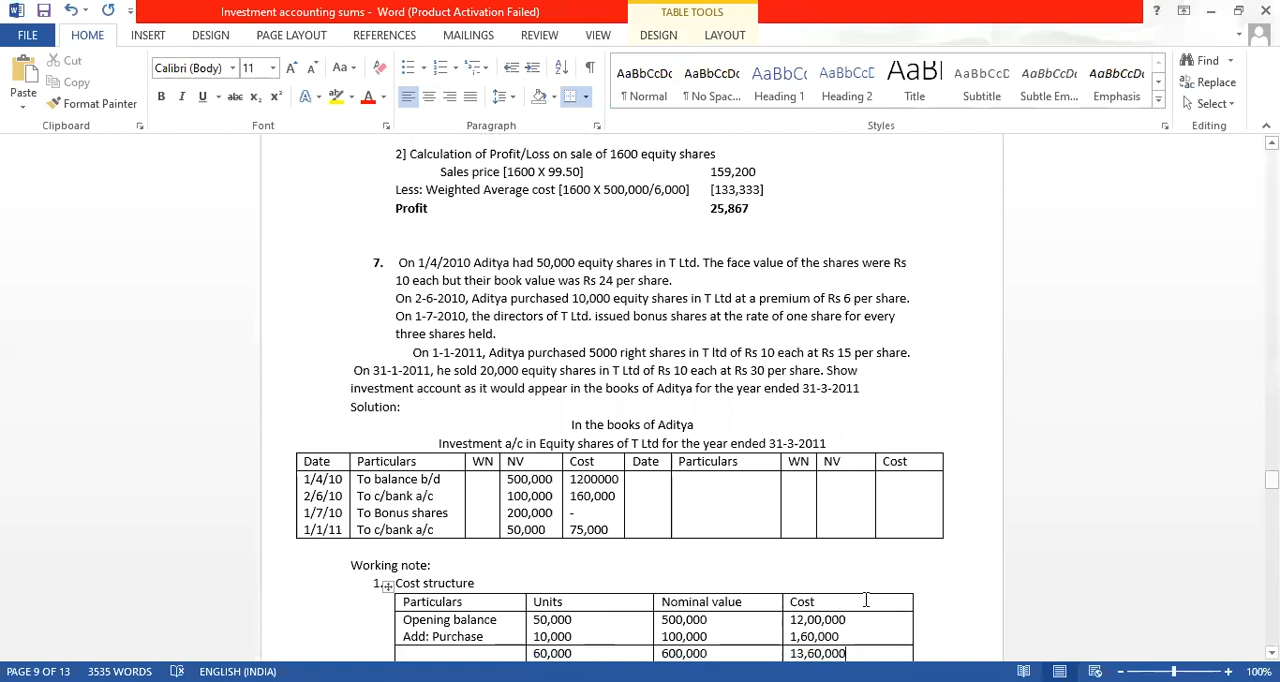 Investment accounting sums - Word (Product Activation Failed)
TABLE TOOLS
FILE HOME INSERT DESIGN PAGE LAYOUT REFERENCES MAILINGS REVIEW VIEW DESIGN LAYOUT
Paste
Cut
Copy
Format Painter
Clipboard
Calibri (Body) 11
Font
Paragraph
AaBbCcDc AaBbCcDc AaBbCc AaBbCcD AaBl AaBbCcD AaBbCcDc AaBbCcDc
¶ Normal ¶ No Spac... Heading 1 Heading 2 Title Subtitle Subtle Em... Emphasis
Styles
Find
Replace
Select
Editing
2] Calculation of Profit/Loss on sale of 1600 equity shares
Sales price [1600 X 99.50] 159,200
Less: Weighted Average cost [1600 X 500,000/6,000] [133,333]
Profit 25,867
7. On 1/4/2010 Aditya had 50,000 equity shares in T Ltd. The face value of the shares were Rs
10 each but their book value was Rs 24 per share.
On 2-6-2010, Aditya purchased 10,000 equity shares in T Ltd at a premium of Rs 6 per share.
On 1-7-2010, the directors of T Ltd. issued bonus shares at the rate of one share for every
three shares held.
On 1-1-2011, Aditya purchased 5000 right shares in T ltd of Rs 10 each at Rs 15 per share.
On 31-1-2011, he sold 20,000 equity shares in T Ltd of Rs 10 each at Rs 30 per share. Show
investment account as it would appear in the books of Aditya for the year ended 31-3-2011
Solution:
In the books of Aditya
Investment a/c in Equity shares of T Ltd for the year ended 31-3-2011
Date Particulars WN NV Cost Date Particulars WN NV Cost
1/4/10 To balance b/d 500,000 1200000
2/6/10 To c/bank a/c 100,000 160,000
1/7/10 To Bonus shares 200,000 -
1/1/11 To c/bank a/c 50,000 75,000
Working note:
1. Cost structure
Particulars Units Nominal value Cost
Opening balance 50,000 500,000 12,00,000
Add: Purchase 10,000 100,000 1,60,000
60,000 600,000 13,60,000
PAGE 9 OF 13 3535 WORDS ENGLISH (INDIA) 100%